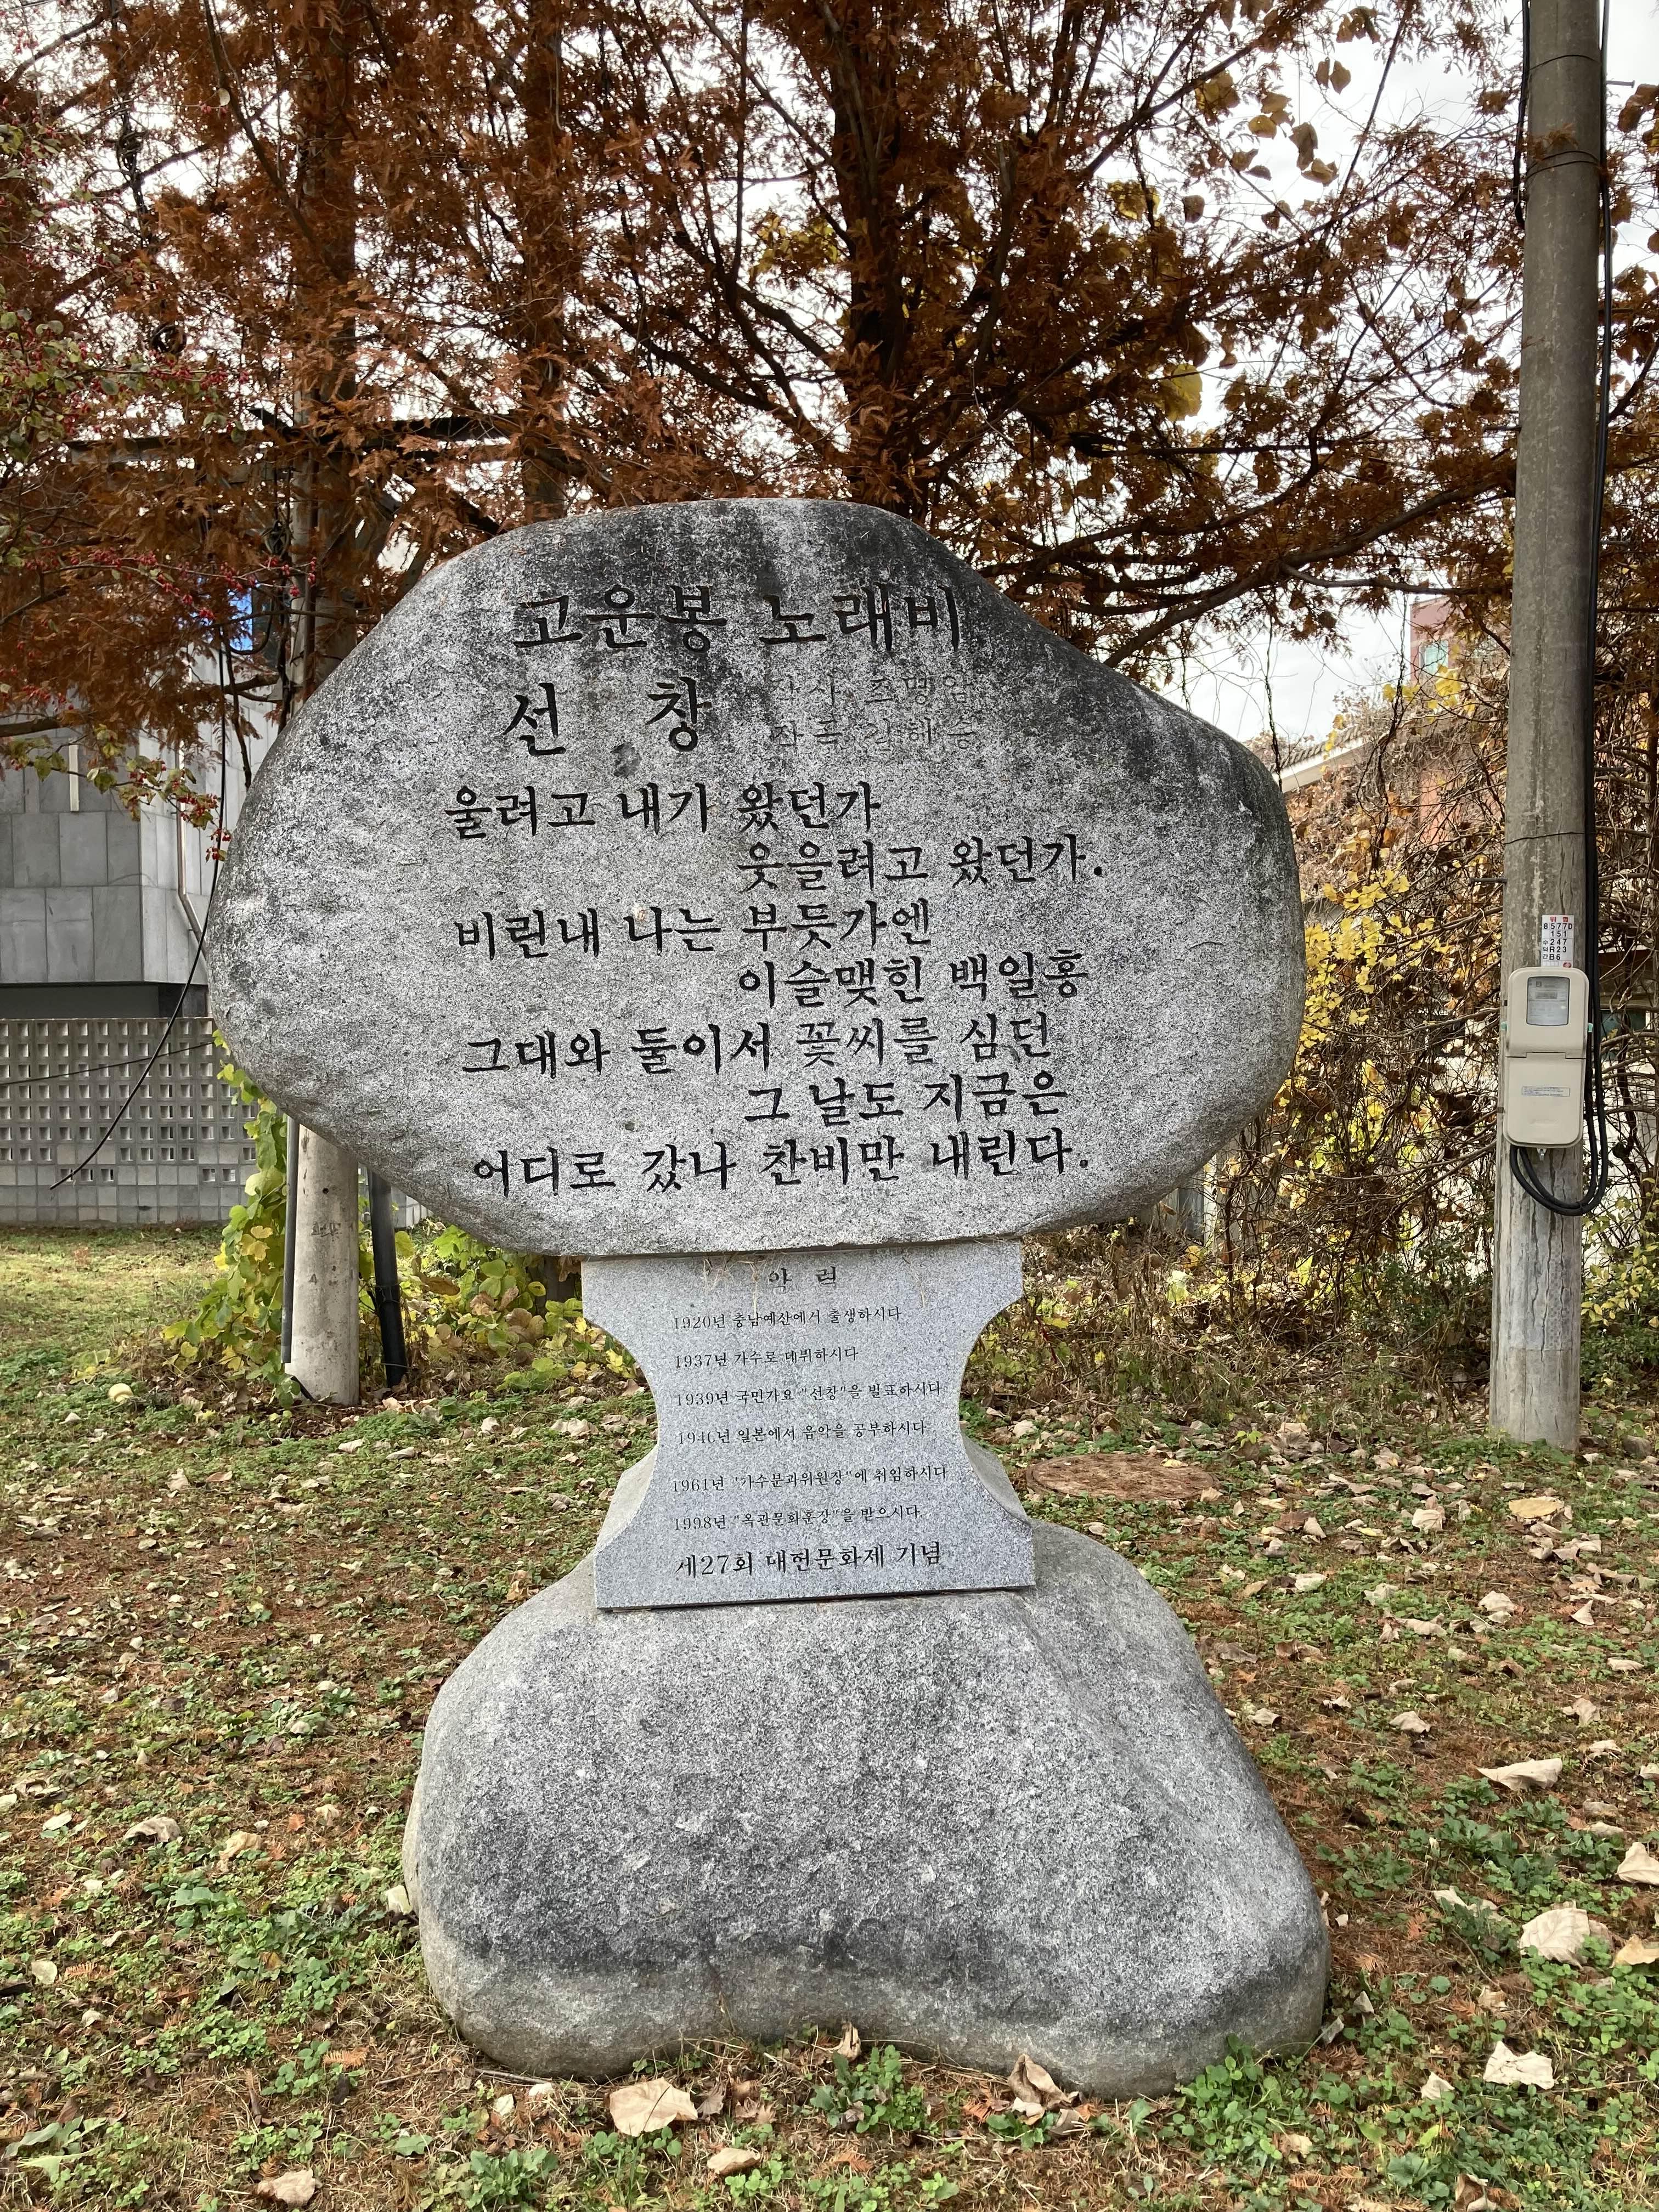 고운봉 노래비
선 창
작사 조명암
작곡 김해송
울려고 내가 왔던가
웃을려고 왔던가.
비린내 나는 부듯가엔
이슬맺힌 백일홍
그대와 둘이서 꽃씨를 심던
그 날도 지금은
어디로 갔나 찬비만 내린다.
약 력
1920년 충남예산에서 출생하시다
1937년 가수로 데뷔하시다
1939년 국민가요 "선창"을 발표하시다
일본에서 음악을 공부하시다
1961년 "가수분과위원장"에 취임하시다
1998년 "옥관문화훈장"을 받으시다
제27회 대헌문화제 기념
8577D
151
247
R23
B6